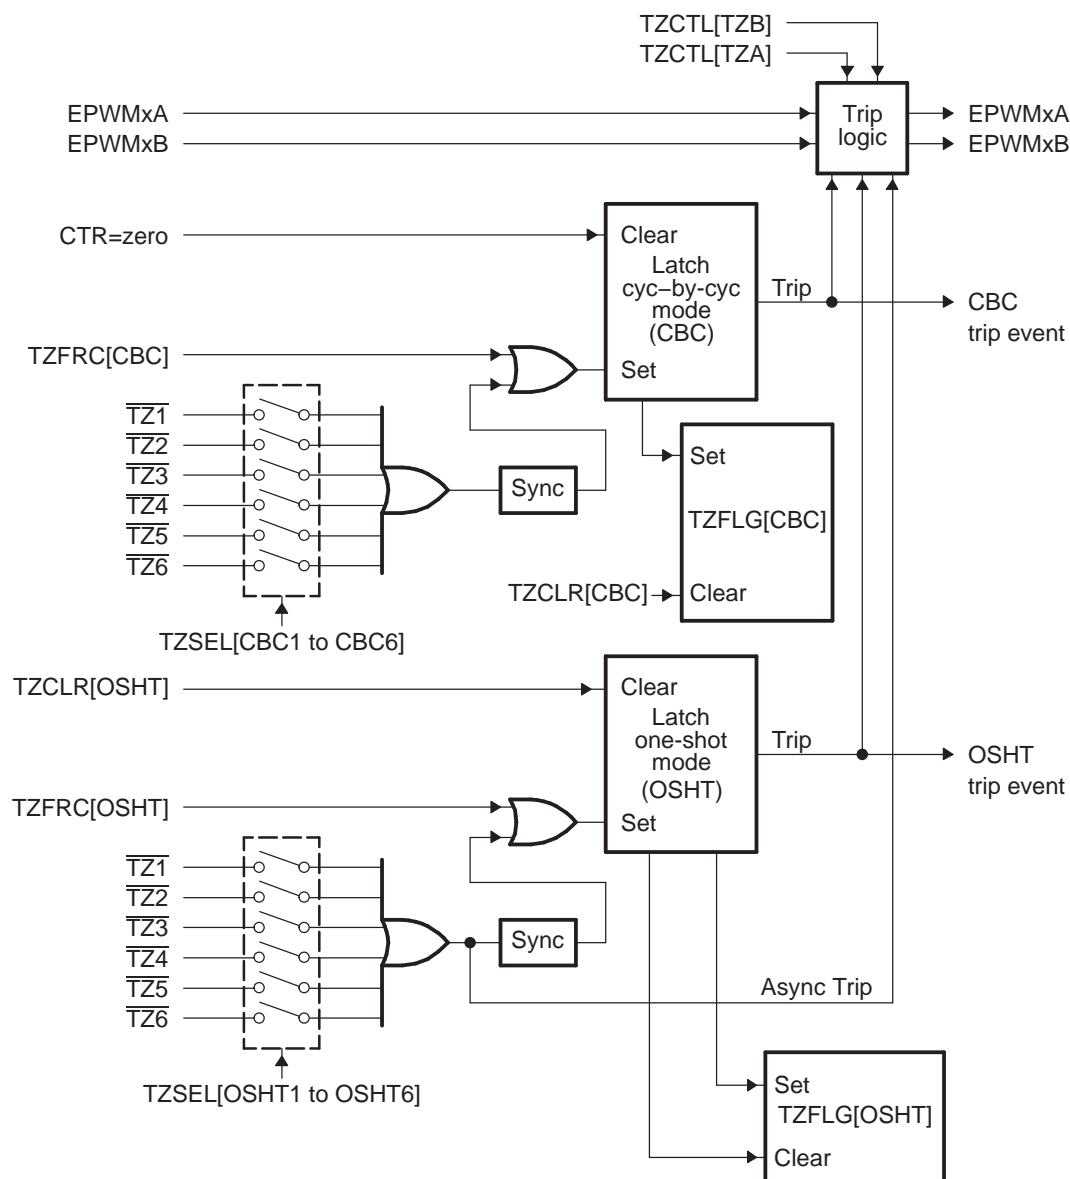 TZCTL[TZB]
TZCTL[TZA]
EPWMxA
EPWMxB
Trip
logic
EPWMxA
EPWMxB
CTR=zero
Clear
Latch
cyc−by-cyc
mode
(CBC)
Set
Trip
CBC
trip event
TZFRC[CBC]
TZ1
TZ2
TZ3
TZ4
TZ5
TZ6
Sync
Set
TZFLG[CBC]
TZCLR[CBC]
Clear
TZSEL[CBC1 to CBC6]
TZCLR[OSHT]
Clear
Latch
one-shot
mode
(OSHT)
Set
Trip
OSHT
trip event
TZFRC[OSHT]
TZ1
TZ2
TZ3
TZ4
TZ5
TZ6
Sync
Async Trip
TZSEL[OSHT1 to OSHT6]
Set
TZFLG[OSHT]
Clear